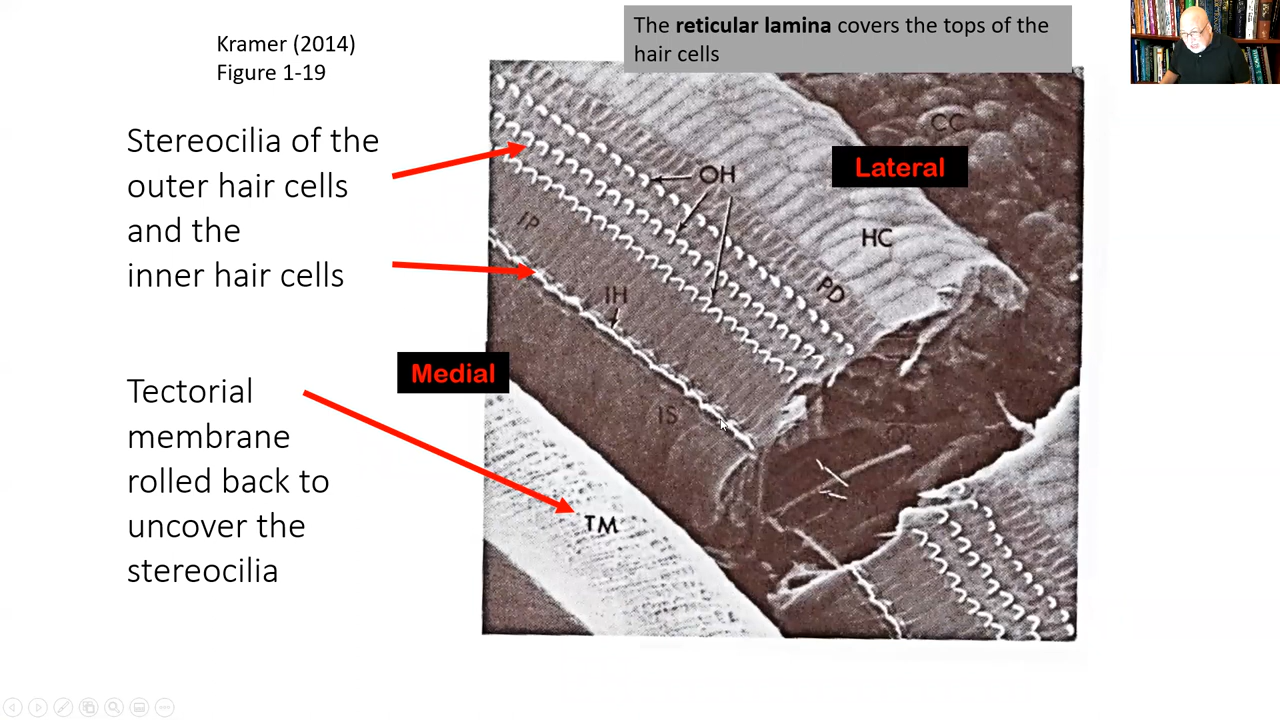 Kramer (2014)
Figure 1-19
The reticular lamina covers the tops of the
hair cells
Stereocilia of the
outer hair cells
and the
inner hair cells
Tectorial
membrane
rolled back to
uncover the
stereocilia
CC
Lateral
OH
HC
IP
PD
IH
Medial
IS
TM